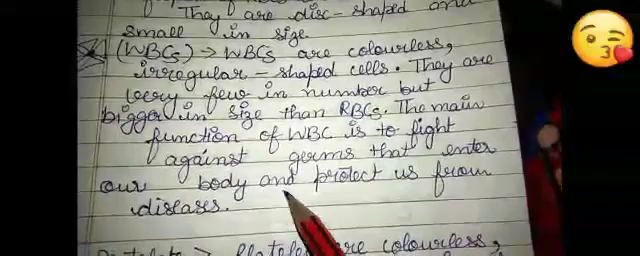 They are disc-shaped and
small in size.
(WBCs) → WBCs are colourless,
irregular-shaped cells. They are
very few in number but
bigger in size than RBCs. The main
function of WBC is to fight
against germs that enter
our body and protect us from
diseases.
→ Platelets are colourless,